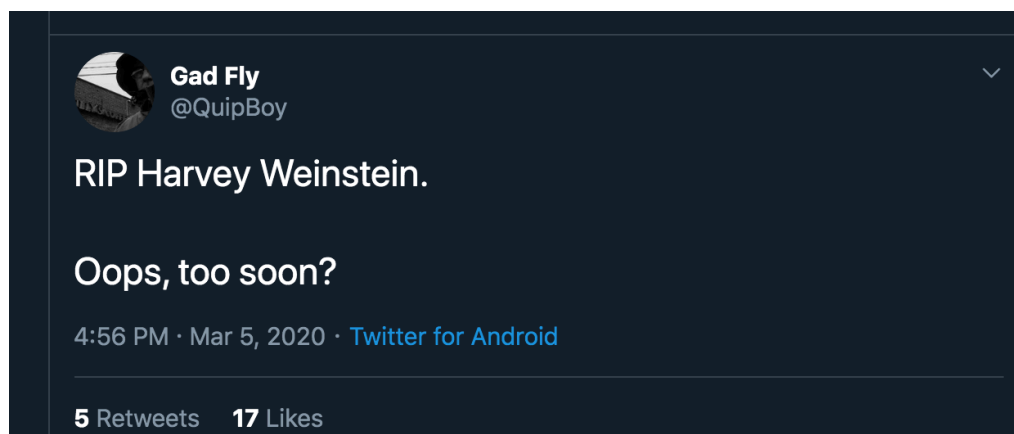 Gad Fly
@QuipBoy
RIP Harvey Weinstein.
Oops, too soon?
4:56 PM · Mar 5, 2020 · Twitter for Android
5 Retweets 17 Likes